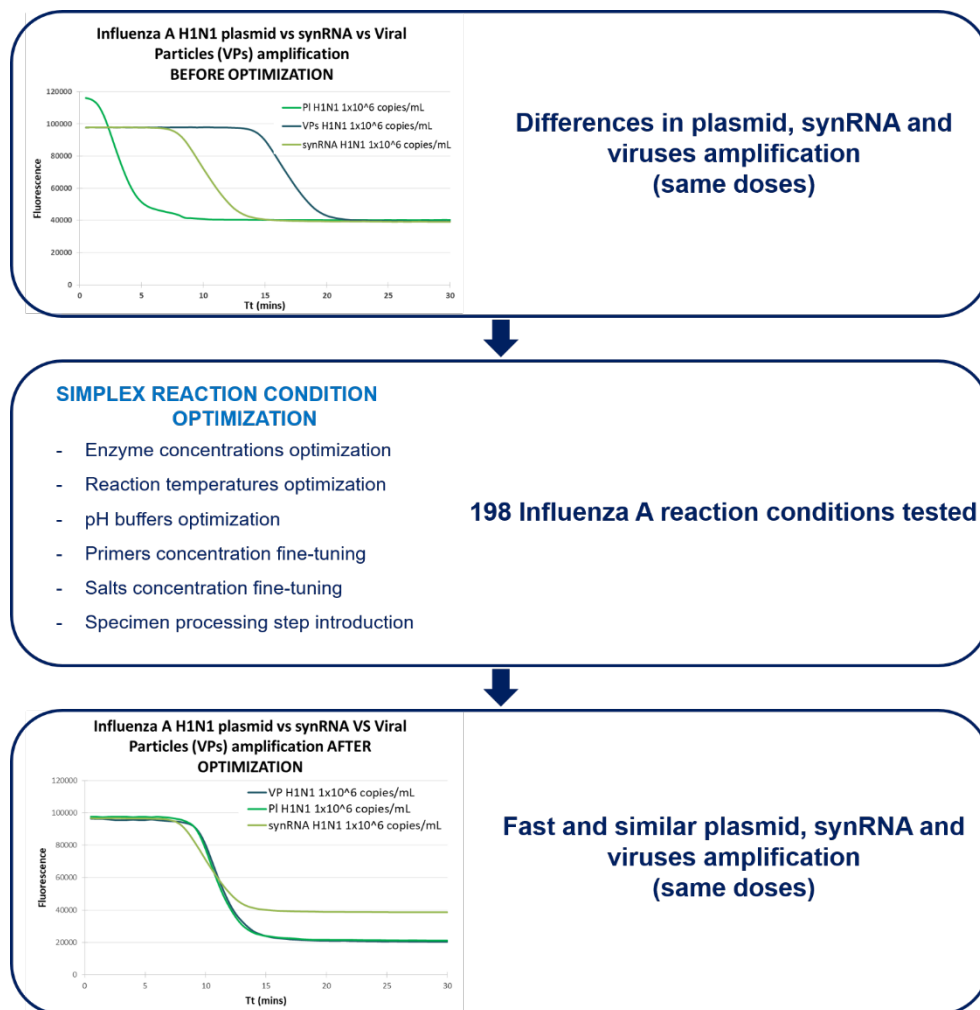 Influenza A H1N1 plasmid vs synRNA vs Viral
Particles (VPs) amplification
BEFORE OPTIMIZATION
120000
100000
80000
60000
40000
20000
0
Fluorescence
Pl H1N1 1x10^6 copies/mL
VPs H1N1 1x10^6 copies/mL
synRNA H1N1 1x10^6 copies/mL
0 5 10 15 20 25 30
Tt (mins)
Differences in plasmid, synRNA and
viruses amplification
(same doses)
SIMPLEX REACTION CONDITION
OPTIMIZATION
- Enzyme concentrations optimization
- Reaction temperatures optimization
- pH buffers optimization
- Primers concentration fine-tuning
- Salts concentration fine-tuning
- Specimen processing step introduction
198 Influenza A reaction conditions tested
Influenza A H1N1 plasmid vs synRNA VS Viral
Particles (VPs) amplification AFTER
OPTIMIZATION
120000
100000
80000
60000
40000
20000
0
Fluorescence
VP H1N1 1x10^6 copies/mL
Pl H1N1 1x10^6 copies/mL
synRNA H1N1 1x10^6 copies/mL
0 5 10 15 20 25 30
Tt (mins)
Fast and similar plasmid, synRNA and
viruses amplification
(same doses)